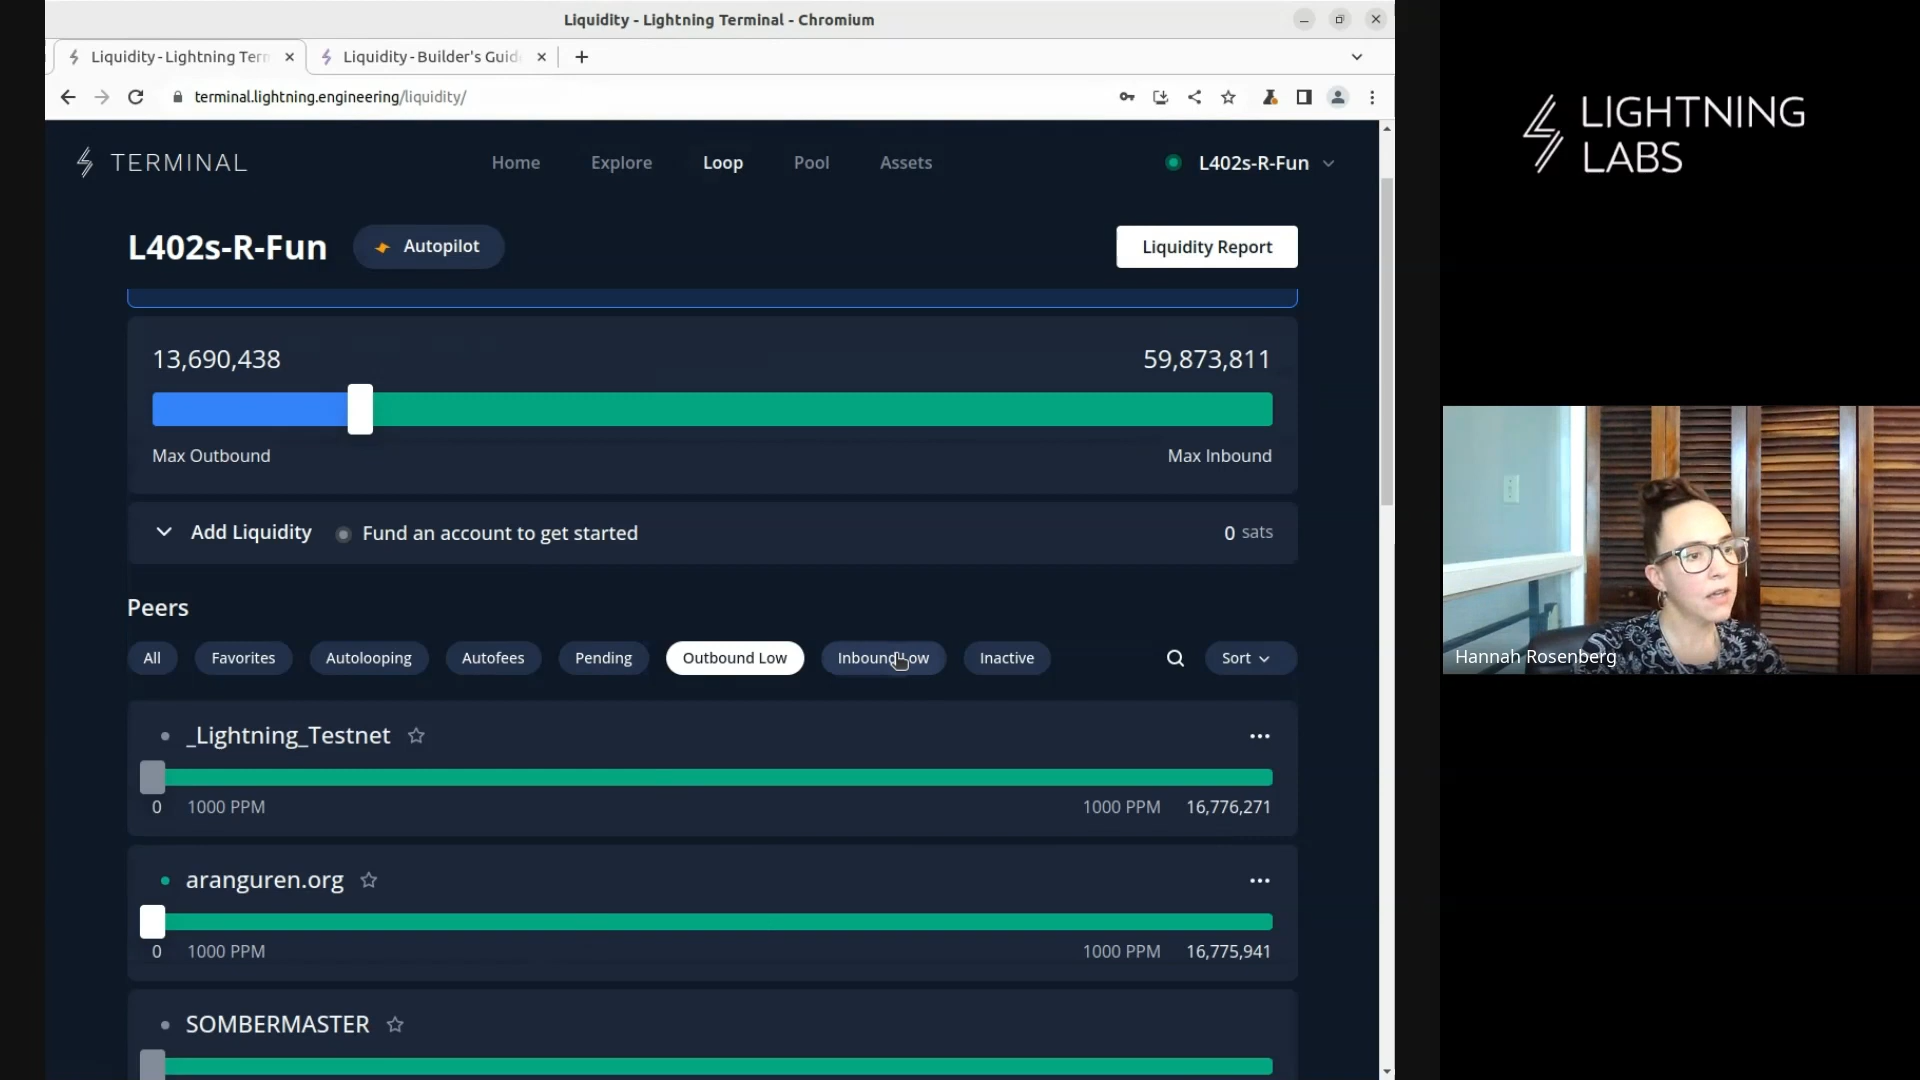 Liquidity - Lightning Terminal - Chromium
Liquidity - Lightning Tern
Liquidity - Builder's Guid
terminal.lightning.engineering/liquidity/
TERMINAL
Home
Explore
Loop
Pool
Assets
L402s-R-Fun
L402s-R-Fun
Autopilot
Liquidity Report
13,690,438
59,873,811
Max Outbound
Max Inbound
Add Liquidity
Fund an account to get started
0 sats
Peers
All
Favorites
Autolooping
Autofees
Pending
Outbound Low
Inbound Low
Inactive
Sort
_Lightning_Testnet
0
1000 PPM
1000 PPM
16,776,271
aranguren.org
0
1000 PPM
1000 PPM
16,775,941
SOMBERMASTER
LIGHTNING
LABS
Hannah Rosenberg